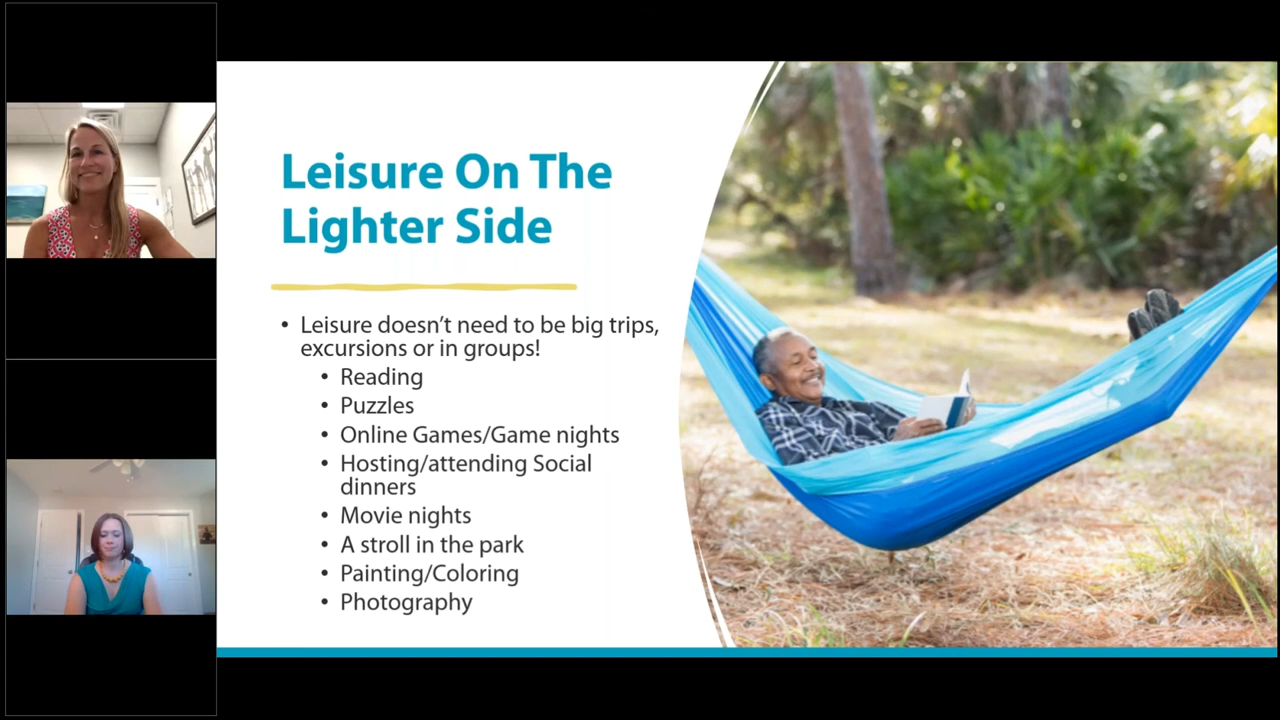 Leisure On The
Lighter Side
• Leisure doesn’t need to be big trips,
excursions or in groups!
• Reading
• Puzzles
• Online Games/Game nights
• Hosting/attending Social
dinners
• Movie nights
• A stroll in the park
• Painting/Coloring
• Photography